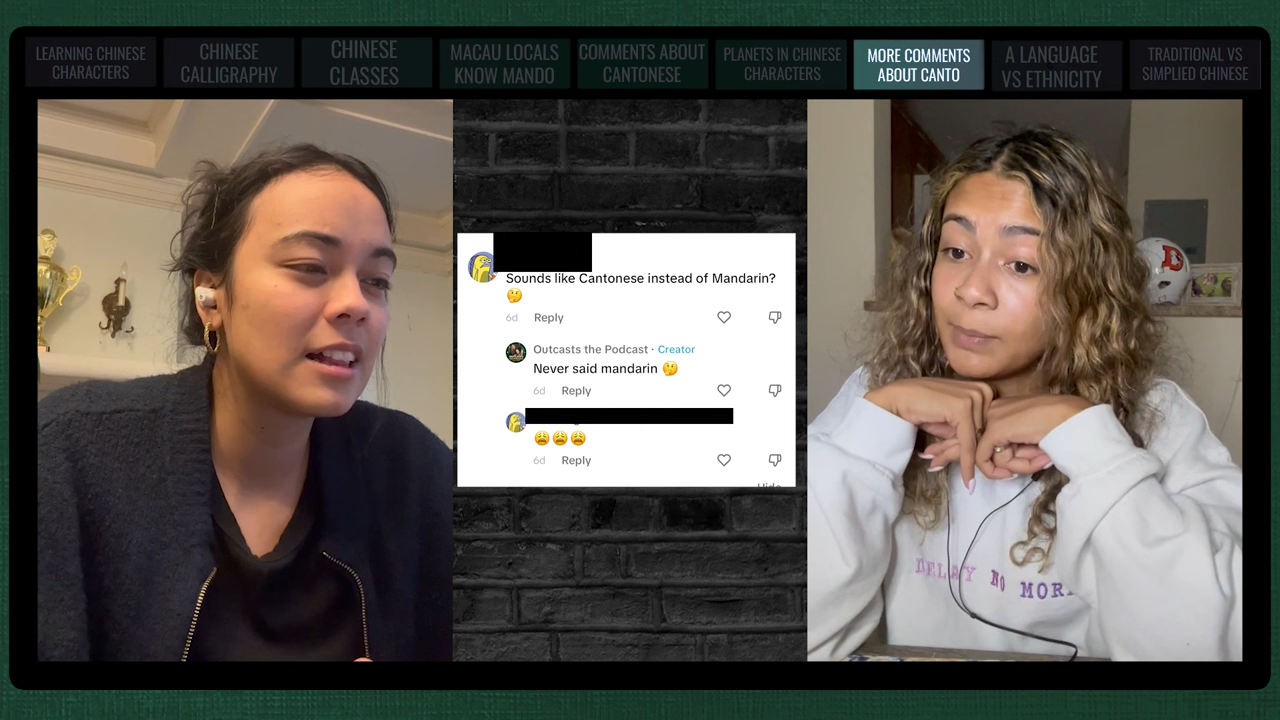 LEARNING CHINESE
CHARACTERS
CHINESE
CALLIGRAPHY
CHINESE
CLASSES
MACAU LOCALS
KNOW MANDO
COMMENTS ABOUT
CANTONESE
PLANETS IN CHINESE
CHARACTERS
MORE COMMENTS
ABOUT CANTO
A LANGUAGE
VS ETHNICITY
TRADITIONAL VS
SIMPLIED CHINESE
Sounds like Cantonese instead of Mandarin?
🤔
6d Reply
Outcasts the Podcast · Creator
Never said mandarin 🤔
6d Reply
😩😩😩
6d Reply
Hide
DELAY NO MORE
D